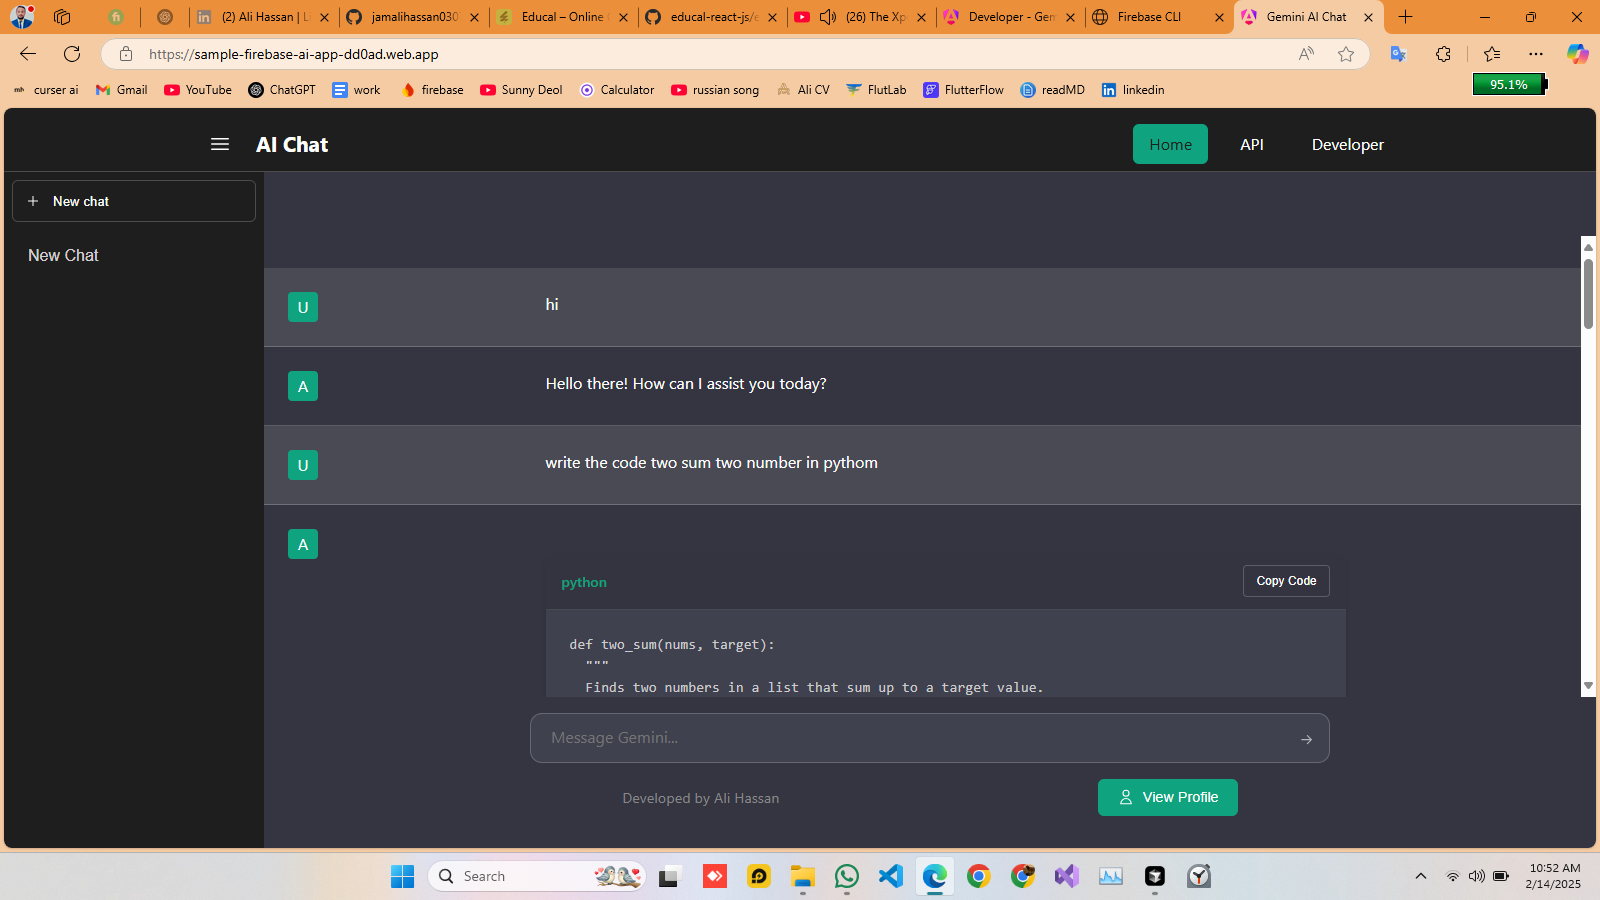 (2) Ali Hassan | Li
jamalihassan030
Educal – Online
educal-react-js/e
(26) The Xp
Developer - Gem
Firebase CLI
Gemini AI Chat
https://sample-firebase-ai-app-dd0ad.web.app
curser ai
Gmail
YouTube
ChatGPT
work
firebase
Sunny Deol
Calculator
russian song
Ali CV
FlutLab
FlutterFlow
readMD
linkedin
95.1%
AI Chat
Home
API
Developer
New chat
New Chat
U
hi
A
Hello there! How can I assist you today?
U
write the code two sum two number in pythom
A
python
Copy Code
def two_sum(nums, target):
"""
Finds two numbers in a list that sum up to a target value.
Message Gemini...
Developed by Ali Hassan
View Profile
Search
10:52 AM
2/14/2025